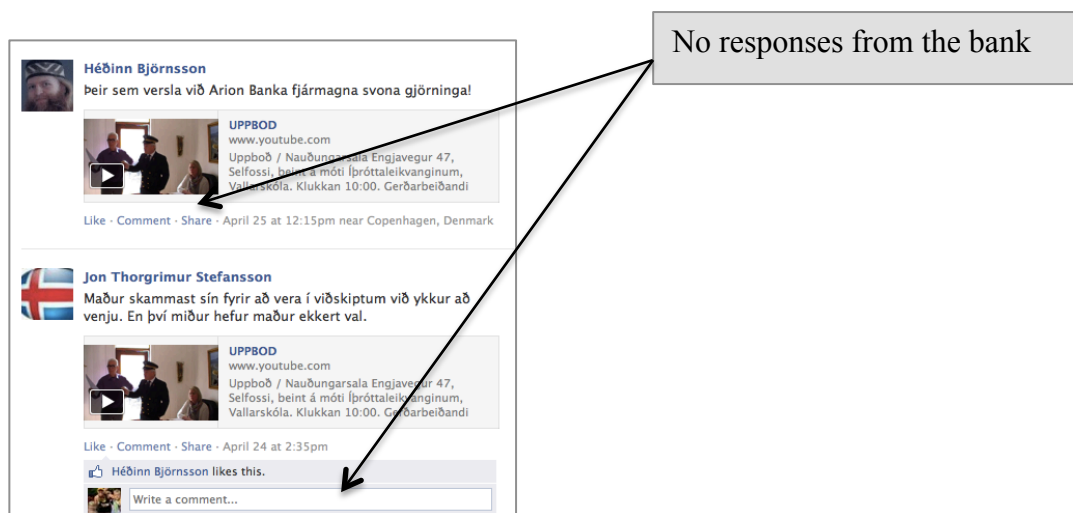 No responses from the bank
Héðinn Björnsson
Þeir sem versla við Arion Banka fjármagna svona gjörninga!
UPPBOD
www.youtube.com
Uppboð / Nauðungarsala Engjavegur 47,
Selfossi, beint á móti Íþróttaleikvanginum,
Vallarskóla. Klukkan 10:00. Gerðarbeiðandi
Like · Comment · Share · April 25 at 12:15pm near Copenhagen, Denmark
Jon Thorgrimur Stefansson
Maður skammast sín fyrir að vera í viðskiptum við ykkur að
venju. En því miður hefur maður ekkert val.
UPPBOD
www.youtube.com
Uppboð / Nauðungarsala Engjavegur 47,
Selfossi, beint á móti Íþróttaleikvanginum,
Vallarskóla. Klukkan 10:00. Gerðarbeiðandi
Like · Comment · Share · April 24 at 2:35pm
Héðinn Björnsson likes this.
Write a comment...